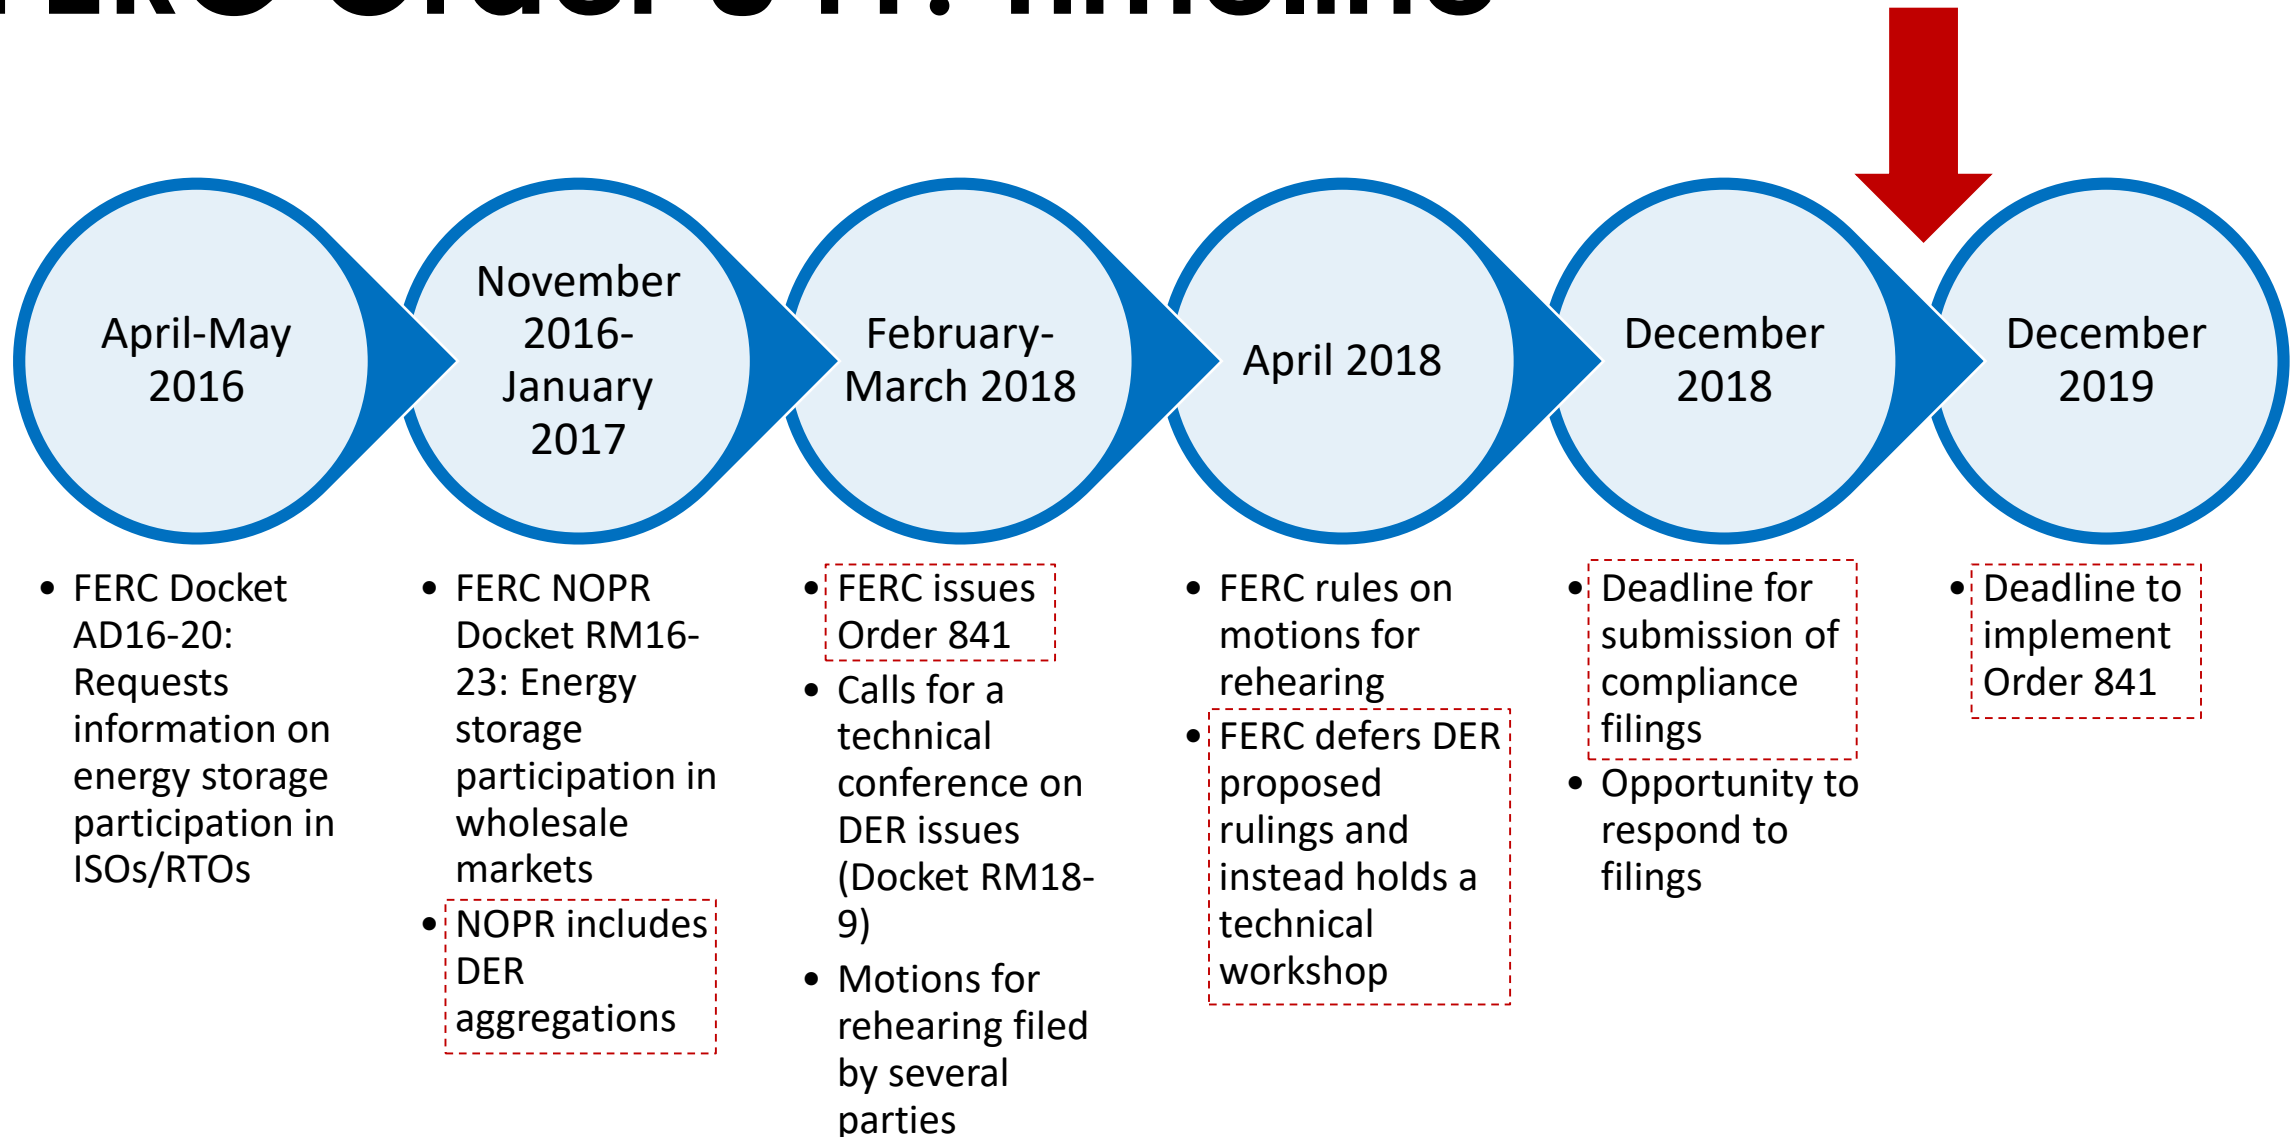 FERC Order 841: Timeline
April-May
2016
November
2016-
January
2017
February-
March 2018
April 2018
December
2018
December
2019
• FERC Docket
AD16-20:
Requests
information on
energy storage
participation in
ISOs/RTOs
• FERC NOPR
Docket RM16-
23: Energy
storage
participation in
wholesale
markets
• NOPR includes
DER
aggregations
• FERC issues
Order 841
• Calls for a
technical
conference on
DER issues
(Docket RM18-
9)
• Motions for
rehearing filed
by several
parties
• FERC rules on
motions for
rehearing
• FERC defers DER
proposed
rulings and
instead holds a
technical
workshop
• Deadline for
submission of
compliance
filings
• Opportunity to
respond to
filings
• Deadline to
implement
Order 841